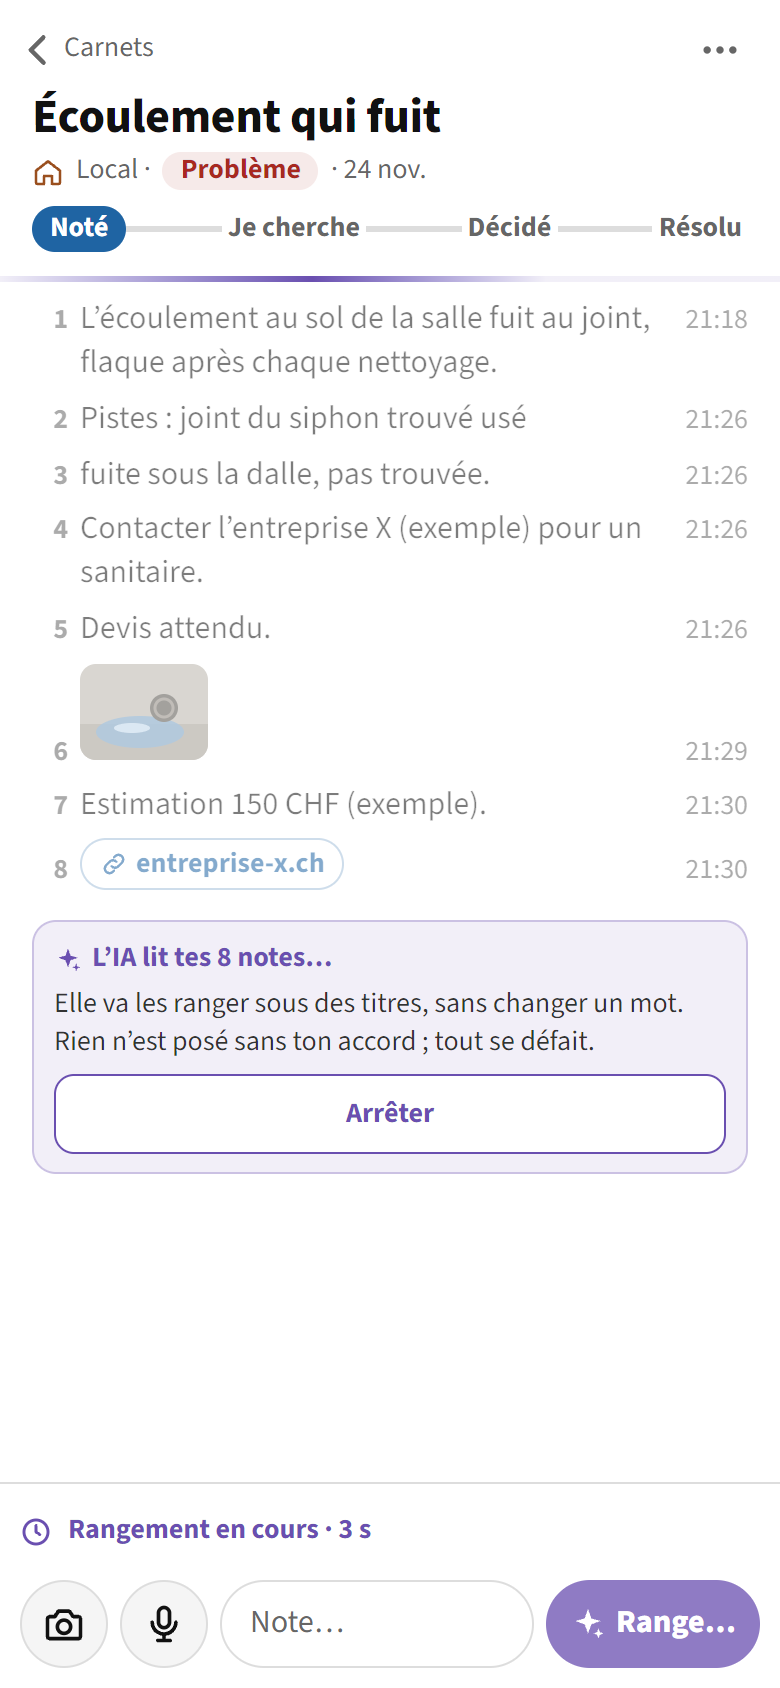 Carnets
Écoulement qui fuit
Local · Problème · 24 nov.
Noté Je cherche Décidé Résolu
1 L’écoulement au sol de la salle fuit au joint, 21:18
flaque après chaque nettoyage.
2 Pistes : joint du siphon trouvé usé 21:26
3 fuite sous la dalle, pas trouvée. 21:26
4 Contacter l’entreprise X (exemple) pour un 21:26
sanitaire.
5 Devis attendu. 21:26
6 21:29
7 Estimation 150 CHF (exemple). 21:30
8 entreprise-x.ch 21:30
L’IA lit tes 8 notes…
Elle va les ranger sous des titres, sans changer un mot.
Rien n’est posé sans ton accord ; tout se défait.
Arrêter
Rangement en cours · 3 s
Note… Range…